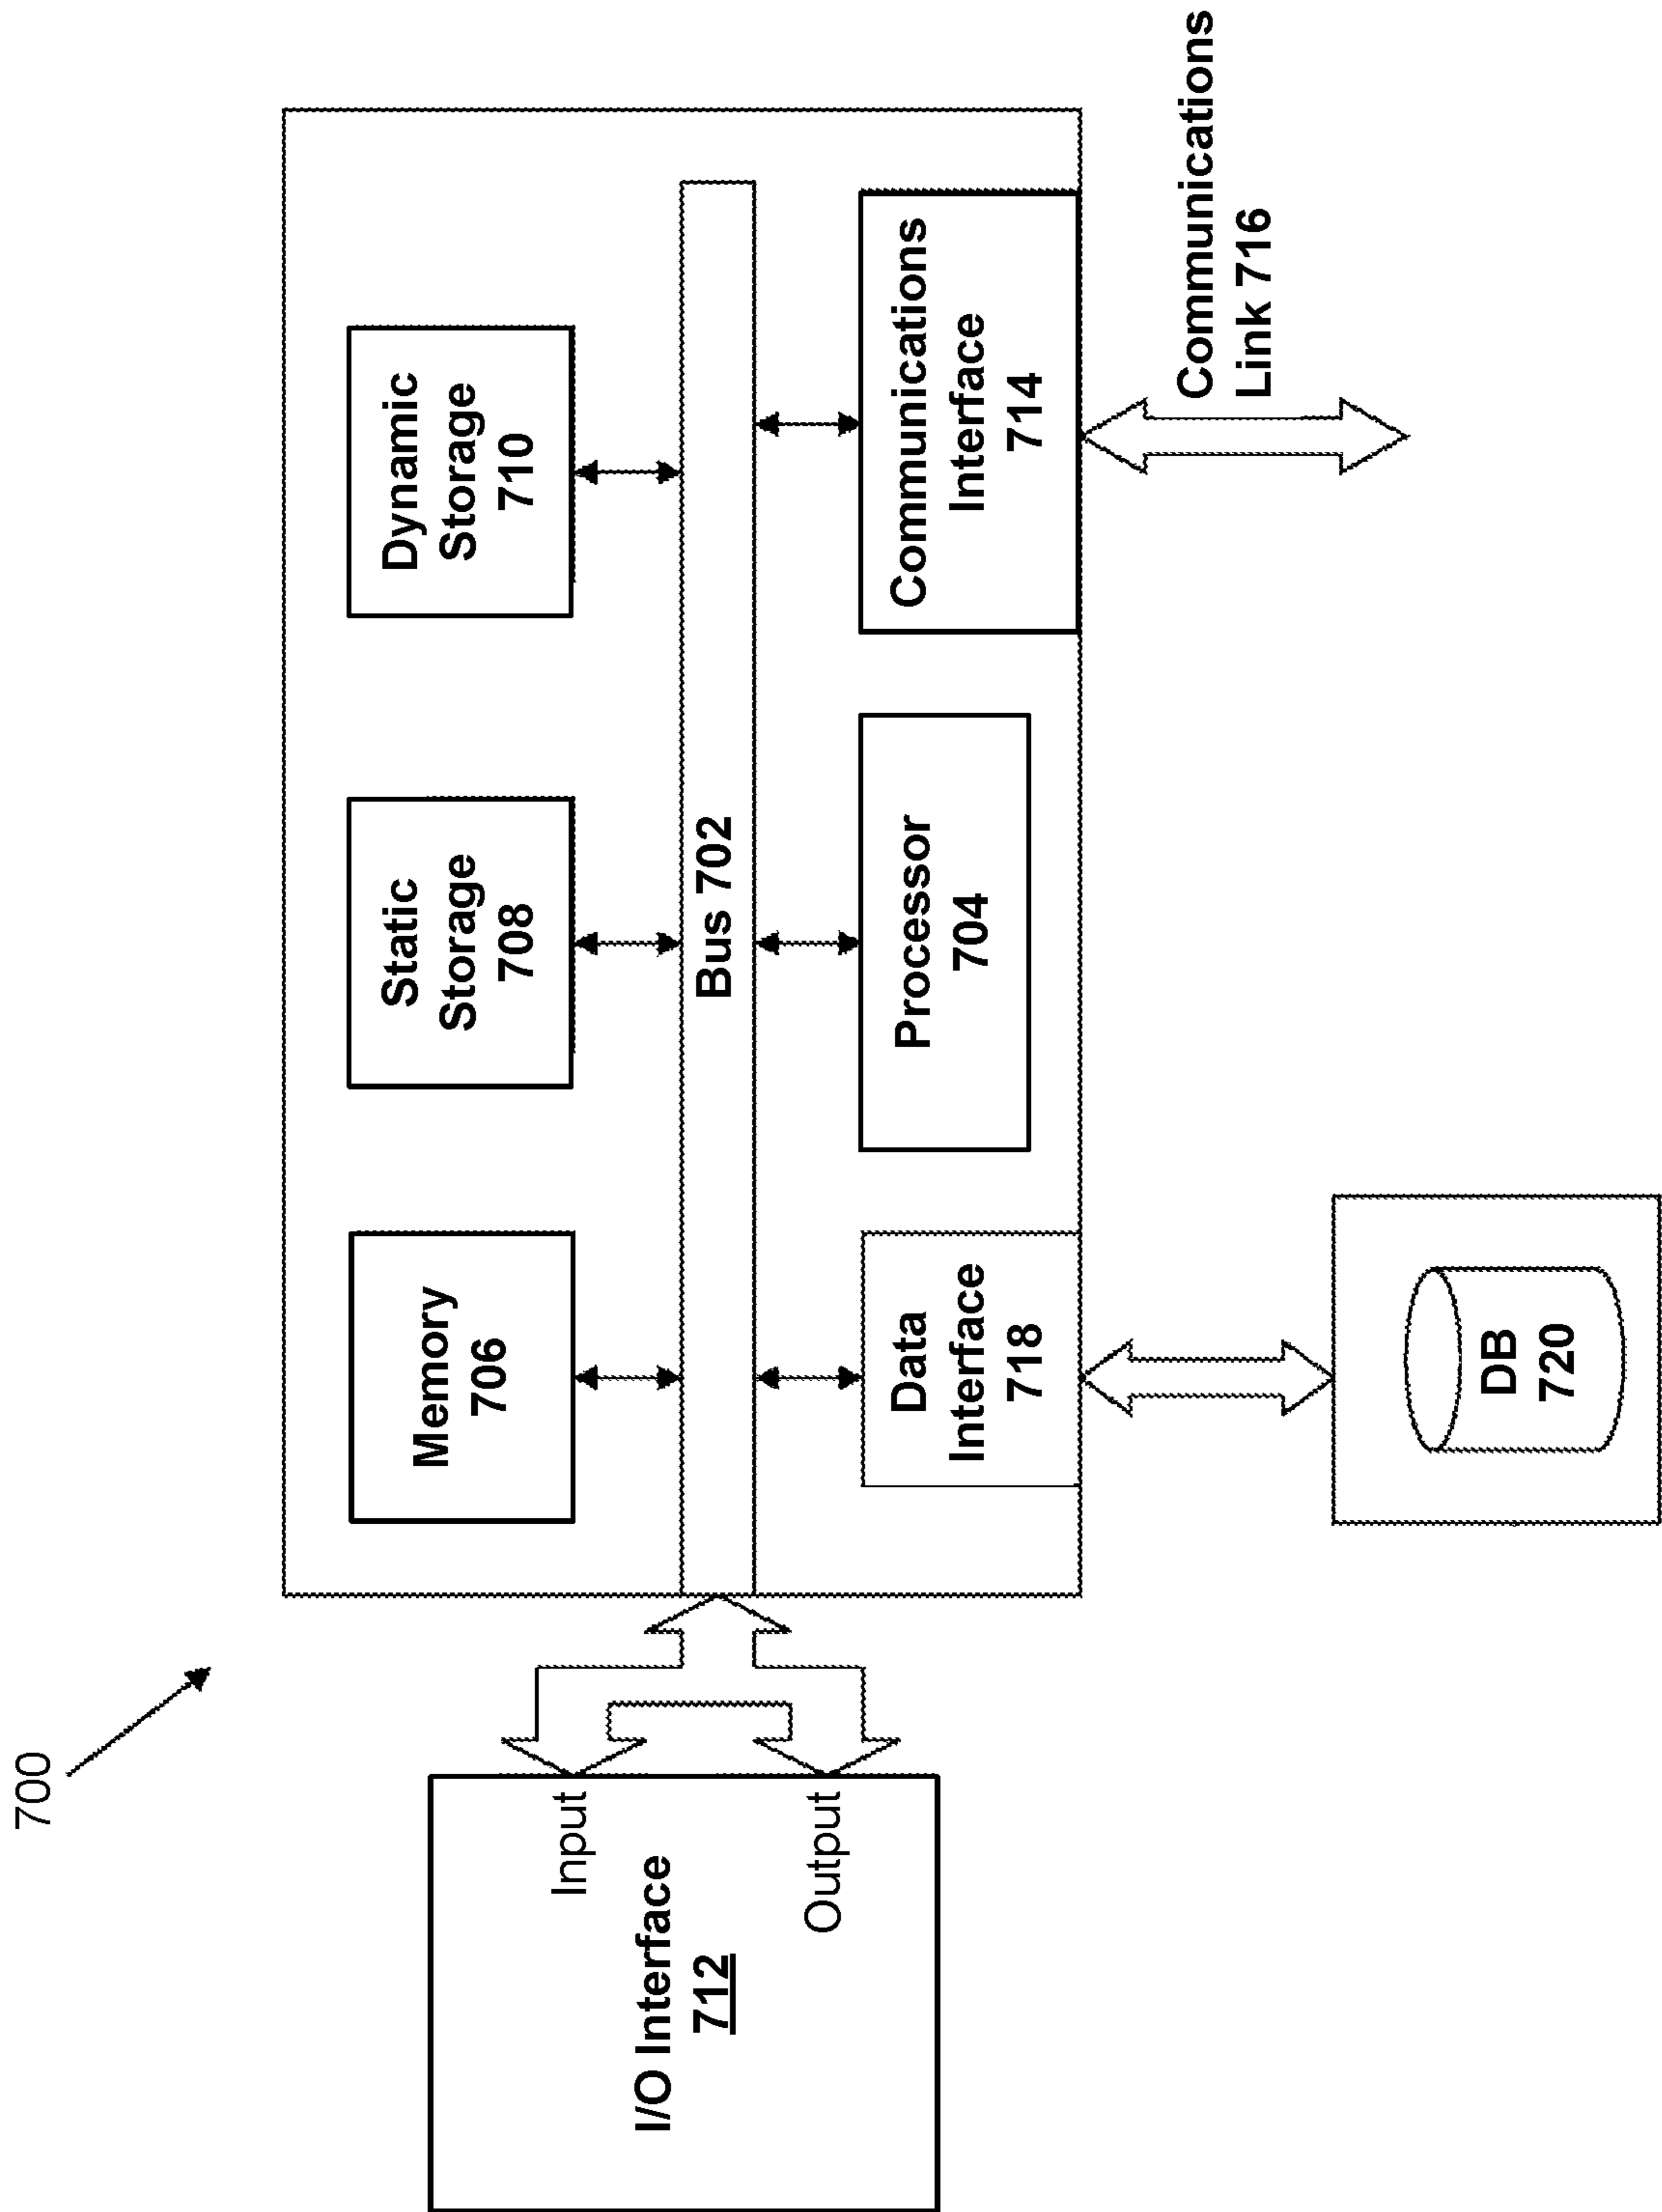 700
Memory
706
Static
Storage
708
Dynamic
Storage
710
I/O Interface
712
Input
Output
Bus 702
Data
Interface
718
Processor
704
Communications
Interface
714
Communications
Link 716
DB
720